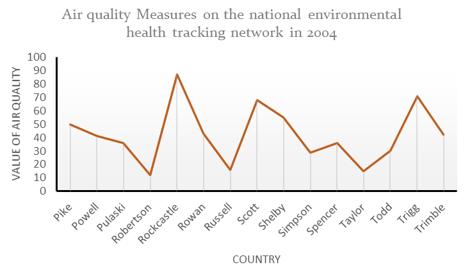 Air quality Measures on the national environmental
health tracking network in 2004
VALUE OF AIR QUALITY
100
90
80
70
60
50
40
30
20
10
0
Pike
Powell
Pulaski
Robertson
Rockcastle
Rowan
Russell
Scott
Shelby
Simpson
Spencer
Taylor
Todd
Trigg
Trimble
COUNTRY